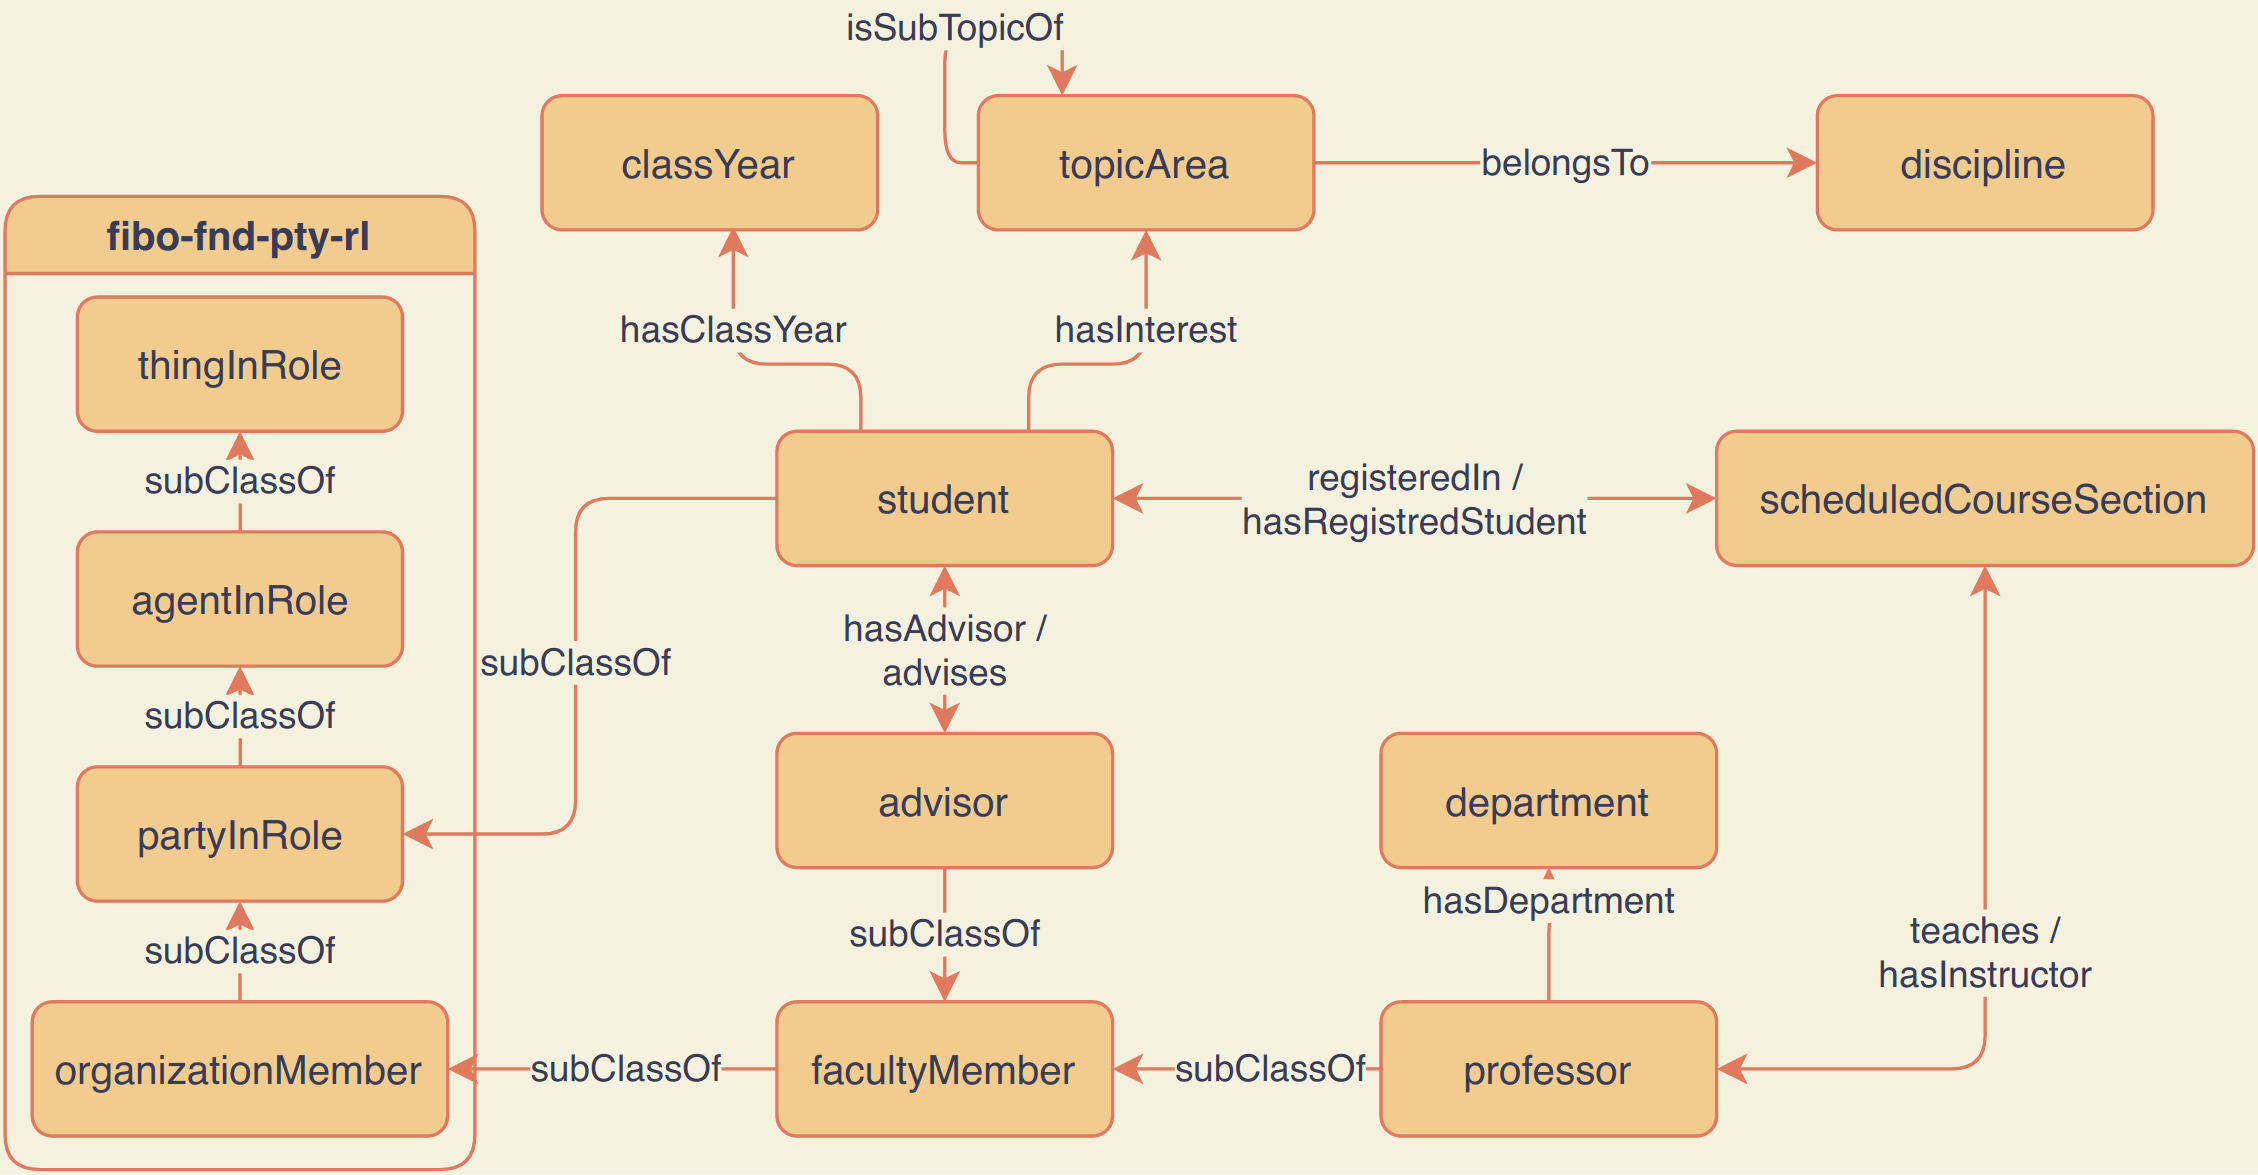 isSubTopicOf
classYear
topicArea
belongsTo
discipline
fibo-fnd-pty-rl
thingInRole
hasClassYear
hasInterest
subClassOf
student
registeredIn /
hasRegistredStudent
scheduledCourseSection
agentInRole
subClassOf
hasAdvisor /
advises
subClassOf
partyInRole
advisor
department
hasDepartment
subClassOf
subClassOf
teaches /
hasInstructor
organizationMember
subClassOf
facultyMember
subClassOf
professor